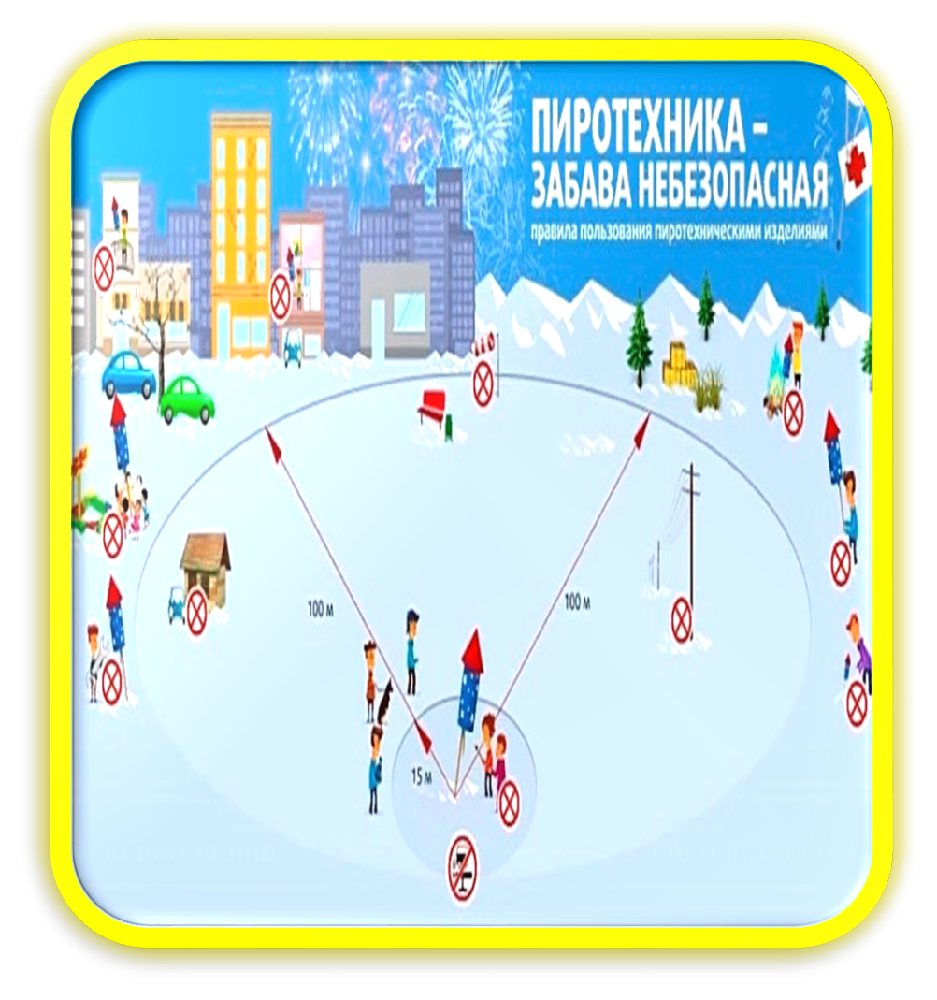 ПИРОТЕХНИКА –
ЗАБАВА НЕБЕЗОПАСНАЯ
правила пользования пиротехническими изделиями
100 м
100 м
15 м